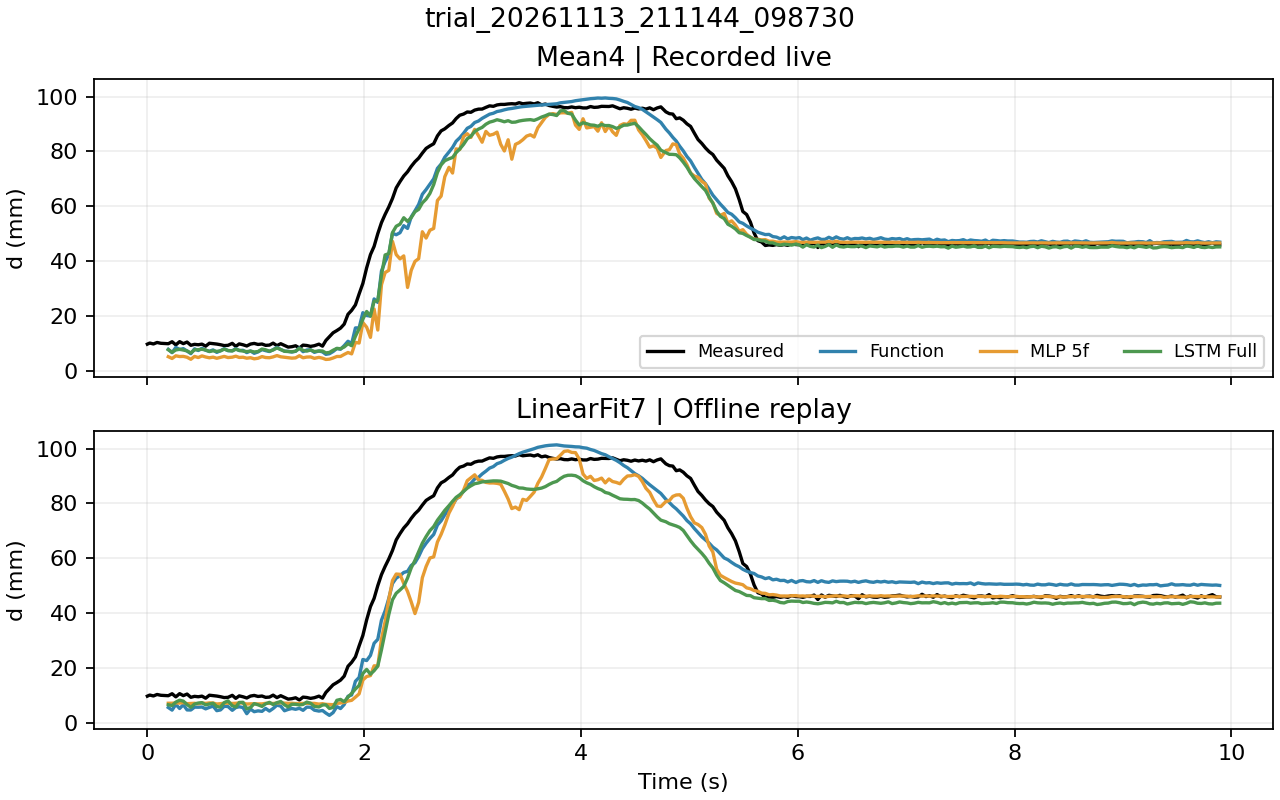 trial_20261113_211144_098730
Mean4 | Recorded live
100
80
60
40
20
0
d (mm)
Measured Function MLP 5f LSTM Full
LinearFit7 | Offline replay
100
80
60
40
20
0
d (mm)
0 2 4 6 8 10
Time (s)